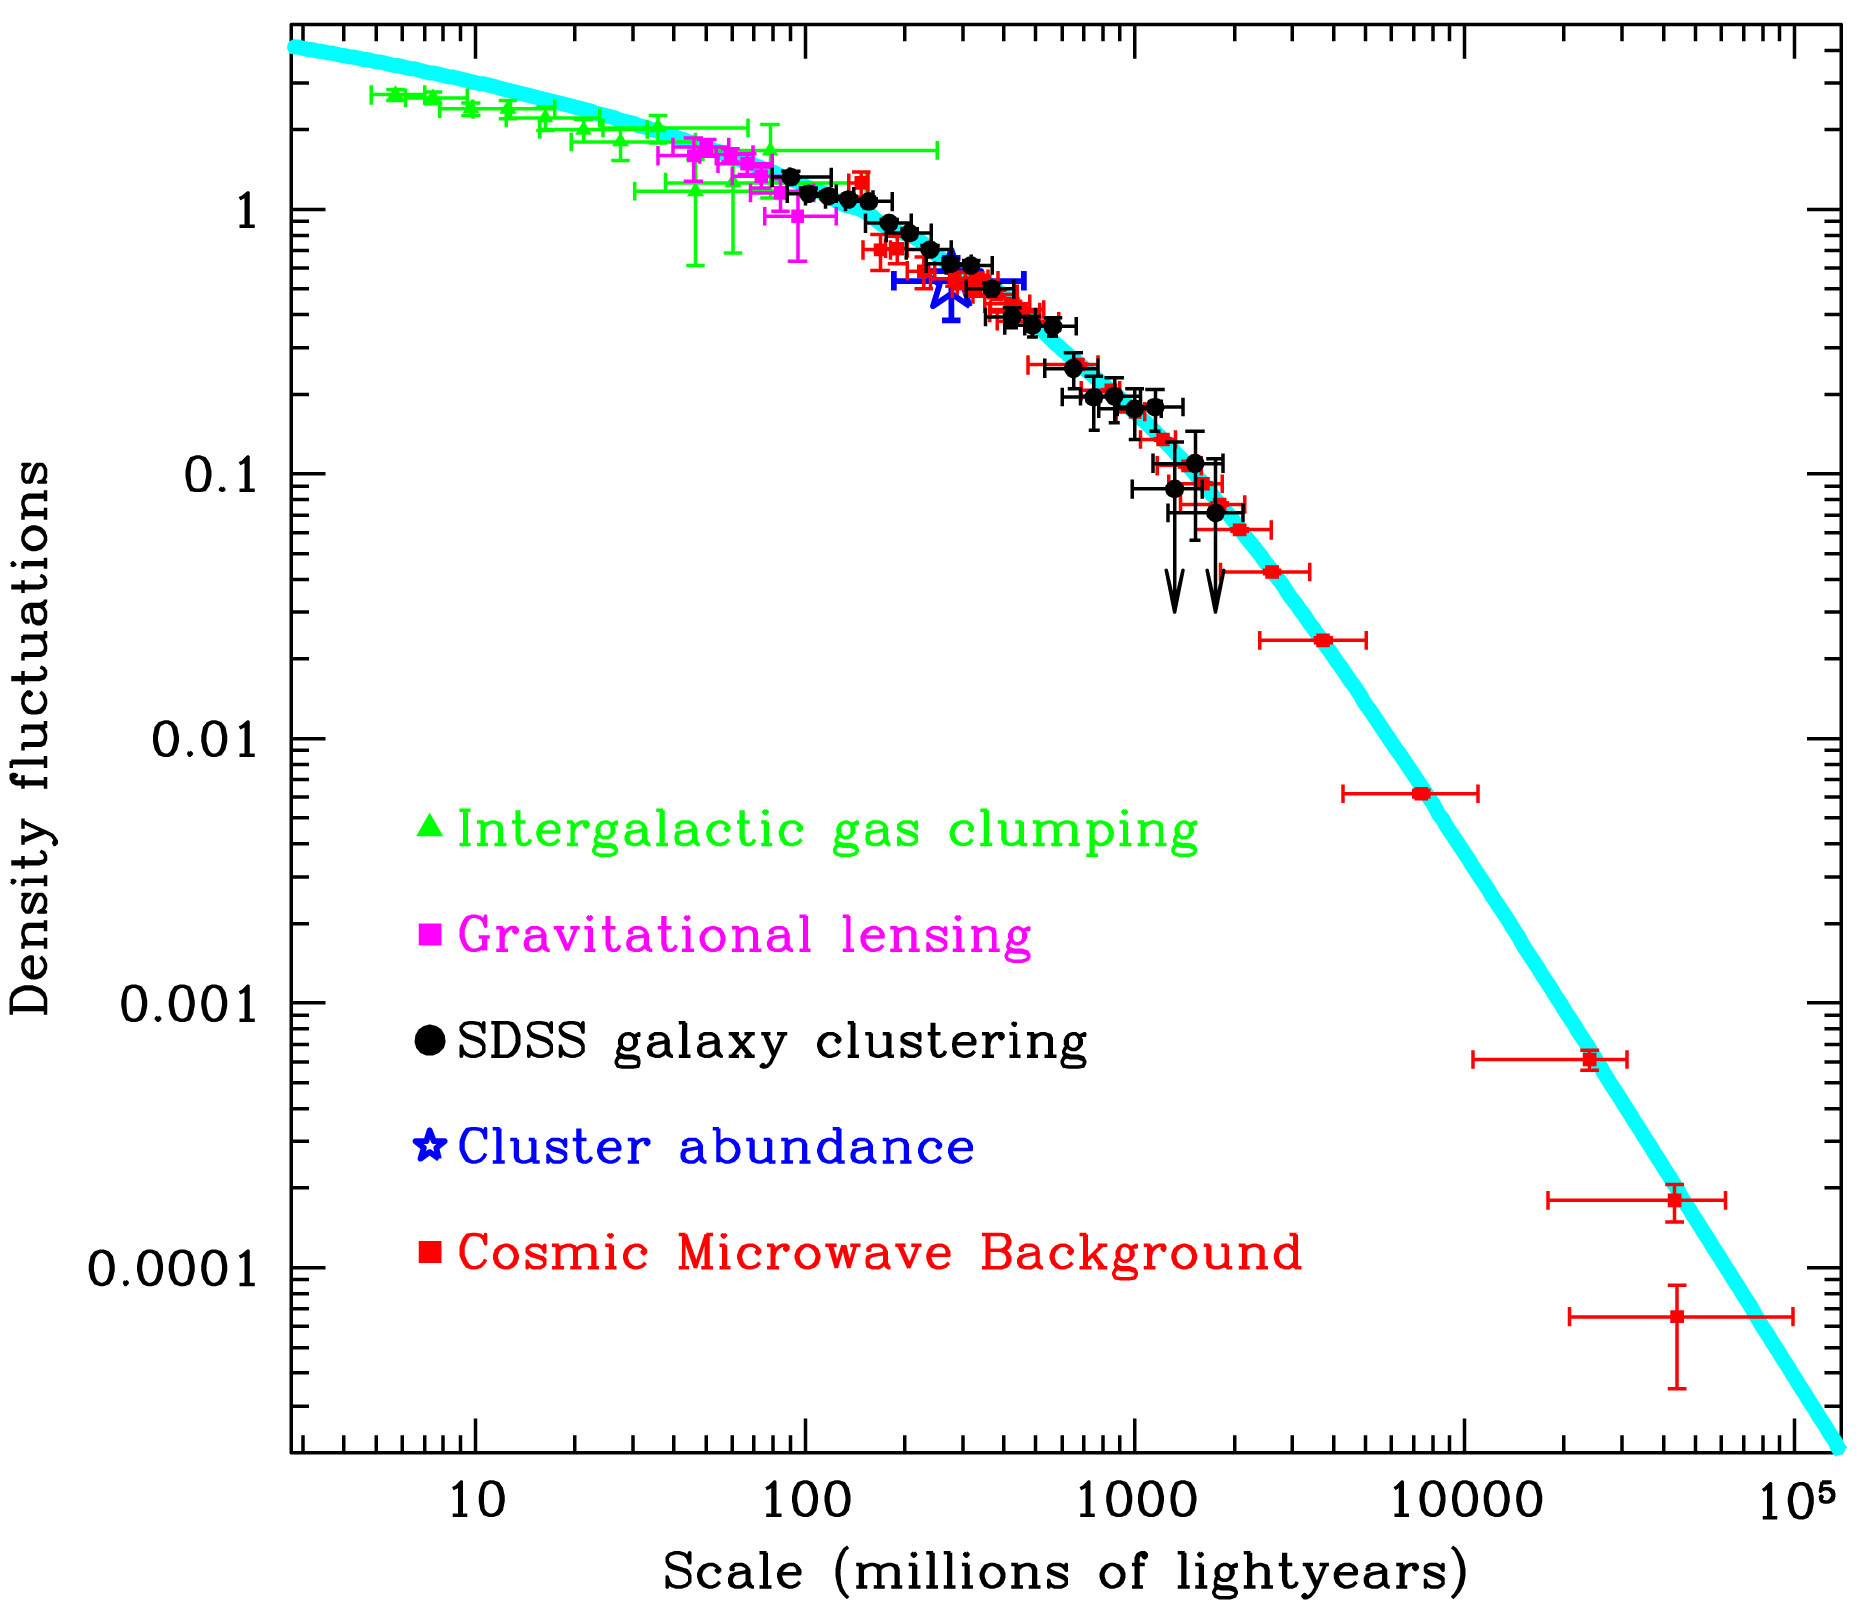 Density fluctuations
1
0.1
0.01
0.001
0.0001
Intergalactic gas clumping
Gravitational lensing
SDSS galaxy clustering
Cluster abundance
Cosmic Microwave Background
10 100 1000 10000 10⁵
Scale (millions of lightyears)